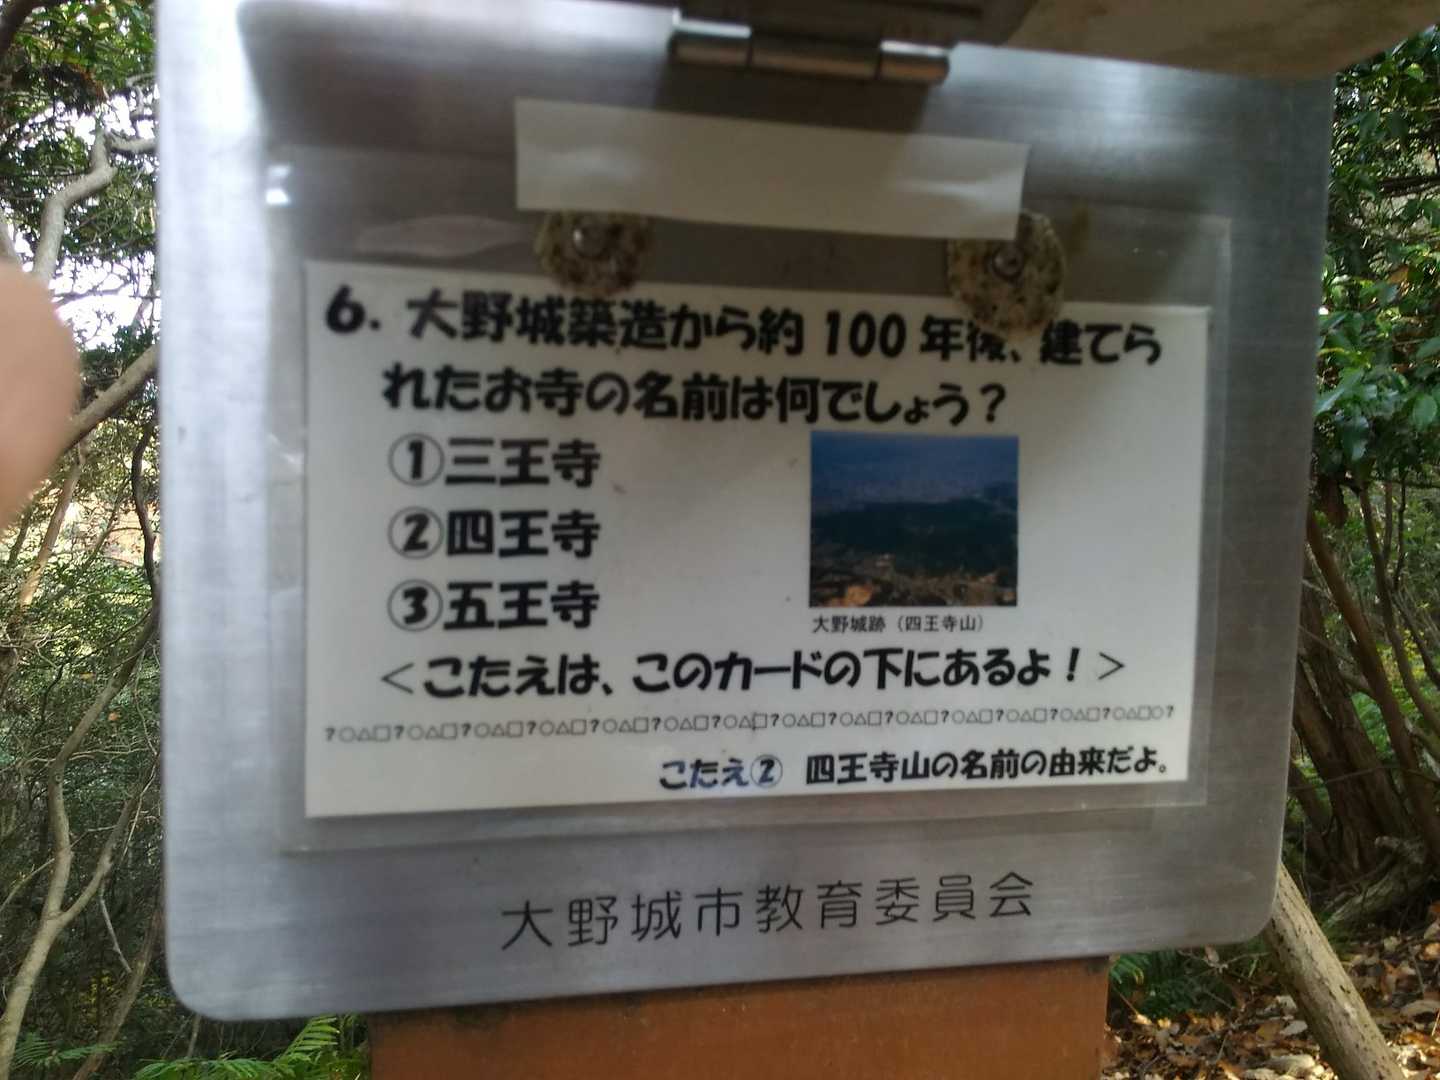 6. 大野城築造から約100年後、建てら
れたお寺の名前は何でしょう?
①三王寺
②四王寺
③五王寺
大野城跡(四王寺山)
<こたえは、このカードの下にあるよ!>
?○△□?○△□?○△□?○△□?○△□?○△□?○△□?○△□?○△□?○△□?○△□?○△□?○△□?○△□○?
こたえ② 四王寺山の名前の由来だよ。
大野城市教育委員会